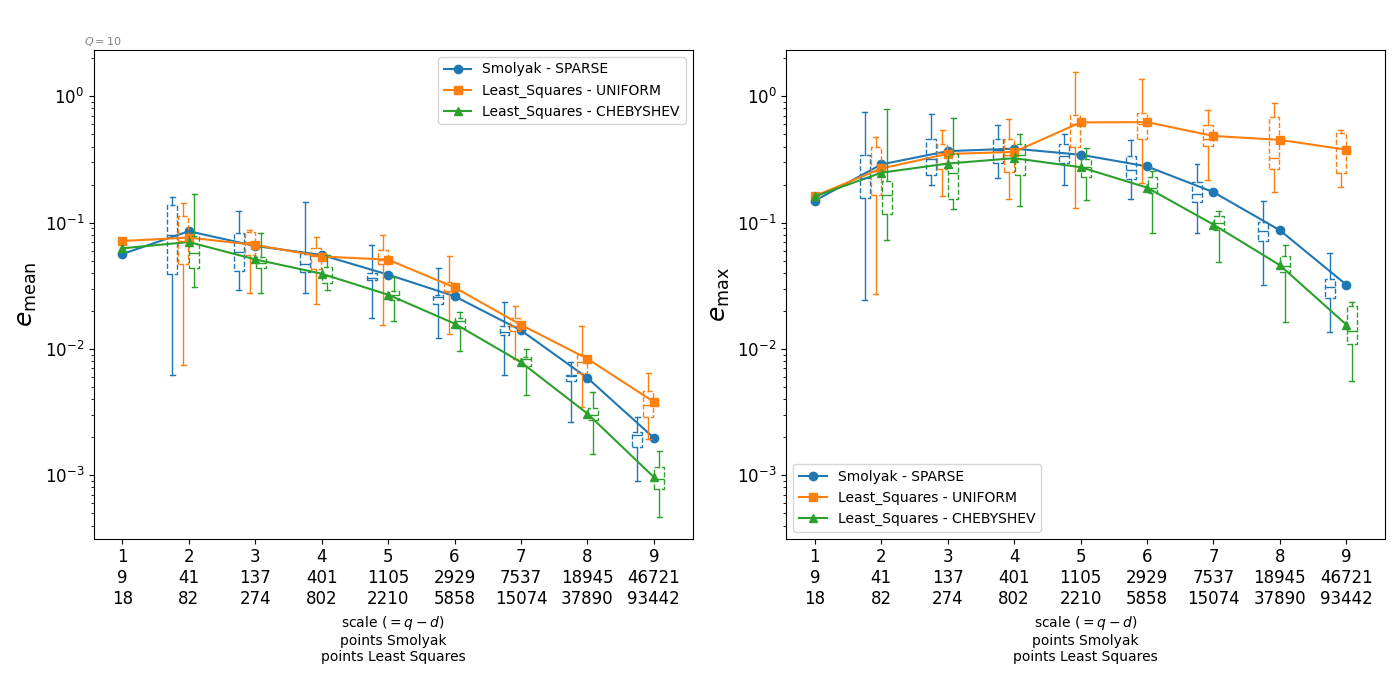 Q = 10
10⁰
10⁻¹
10⁻²
10⁻³
e_mean
Smolyak - SPARSE
Least_Squares - UNIFORM
Least_Squares - CHEBYSHEV
1 2 3 4 5 6 7 8 9
9 41 137 401 1105 2929 7537 18945 46721
18 82 274 802 2210 5858 15074 37890 93442
scale (= q − d)
points Smolyak
points Least Squares
10⁰
10⁻¹
10⁻²
10⁻³
e_max
Smolyak - SPARSE
Least_Squares - UNIFORM
Least_Squares - CHEBYSHEV
1 2 3 4 5 6 7 8 9
9 41 137 401 1105 2929 7537 18945 46721
18 82 274 802 2210 5858 15074 37890 93442
scale (= q − d)
points Smolyak
points Least Squares